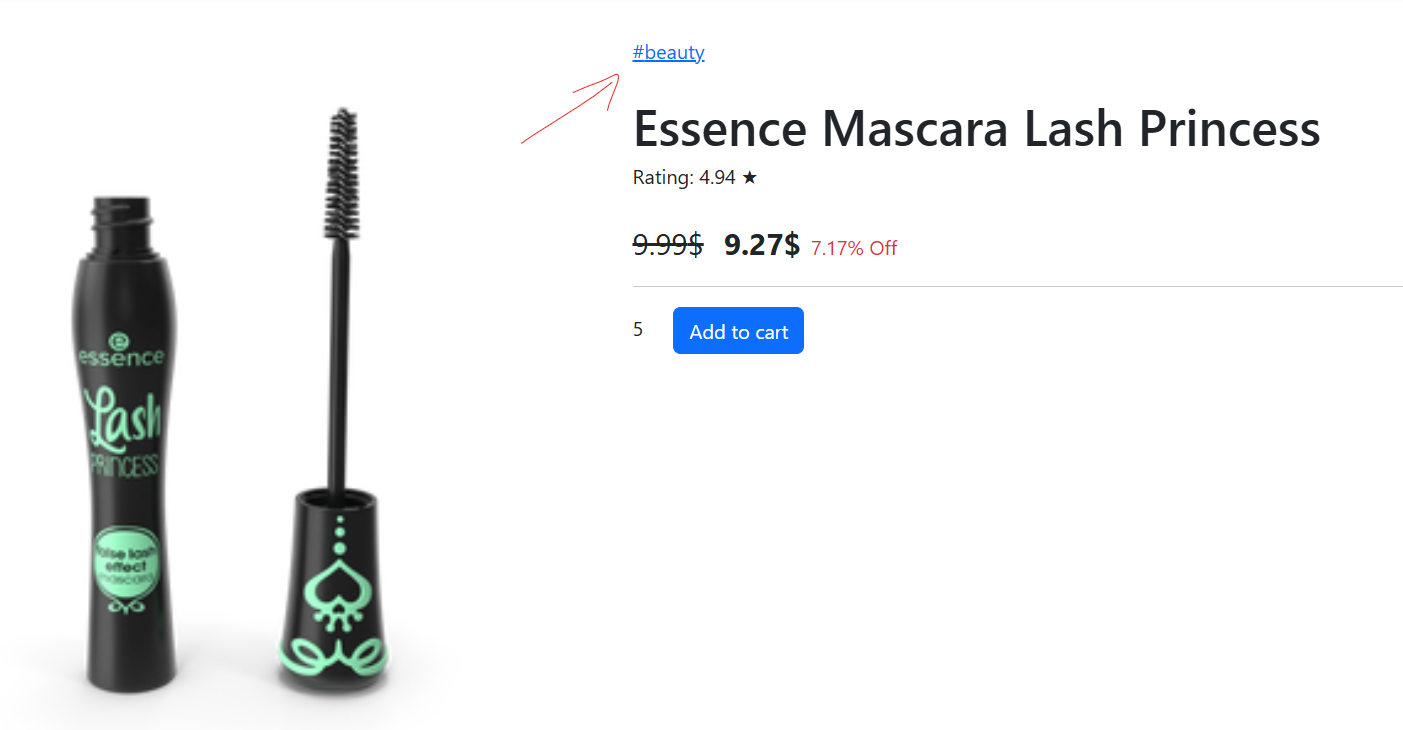 #beauty
Essence Mascara Lash Princess
Rating: 4.94 ★
9.99$ 9.27$ 7.17% Off
5 Add to cart
essence
Lash
PRINCESS
false lash
effect
mascara